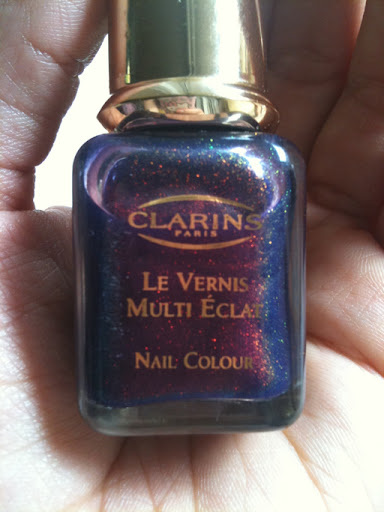 CLARINS
PARIS
LE VERNIS
MULTI ÉCLAT
NAIL COLOUR